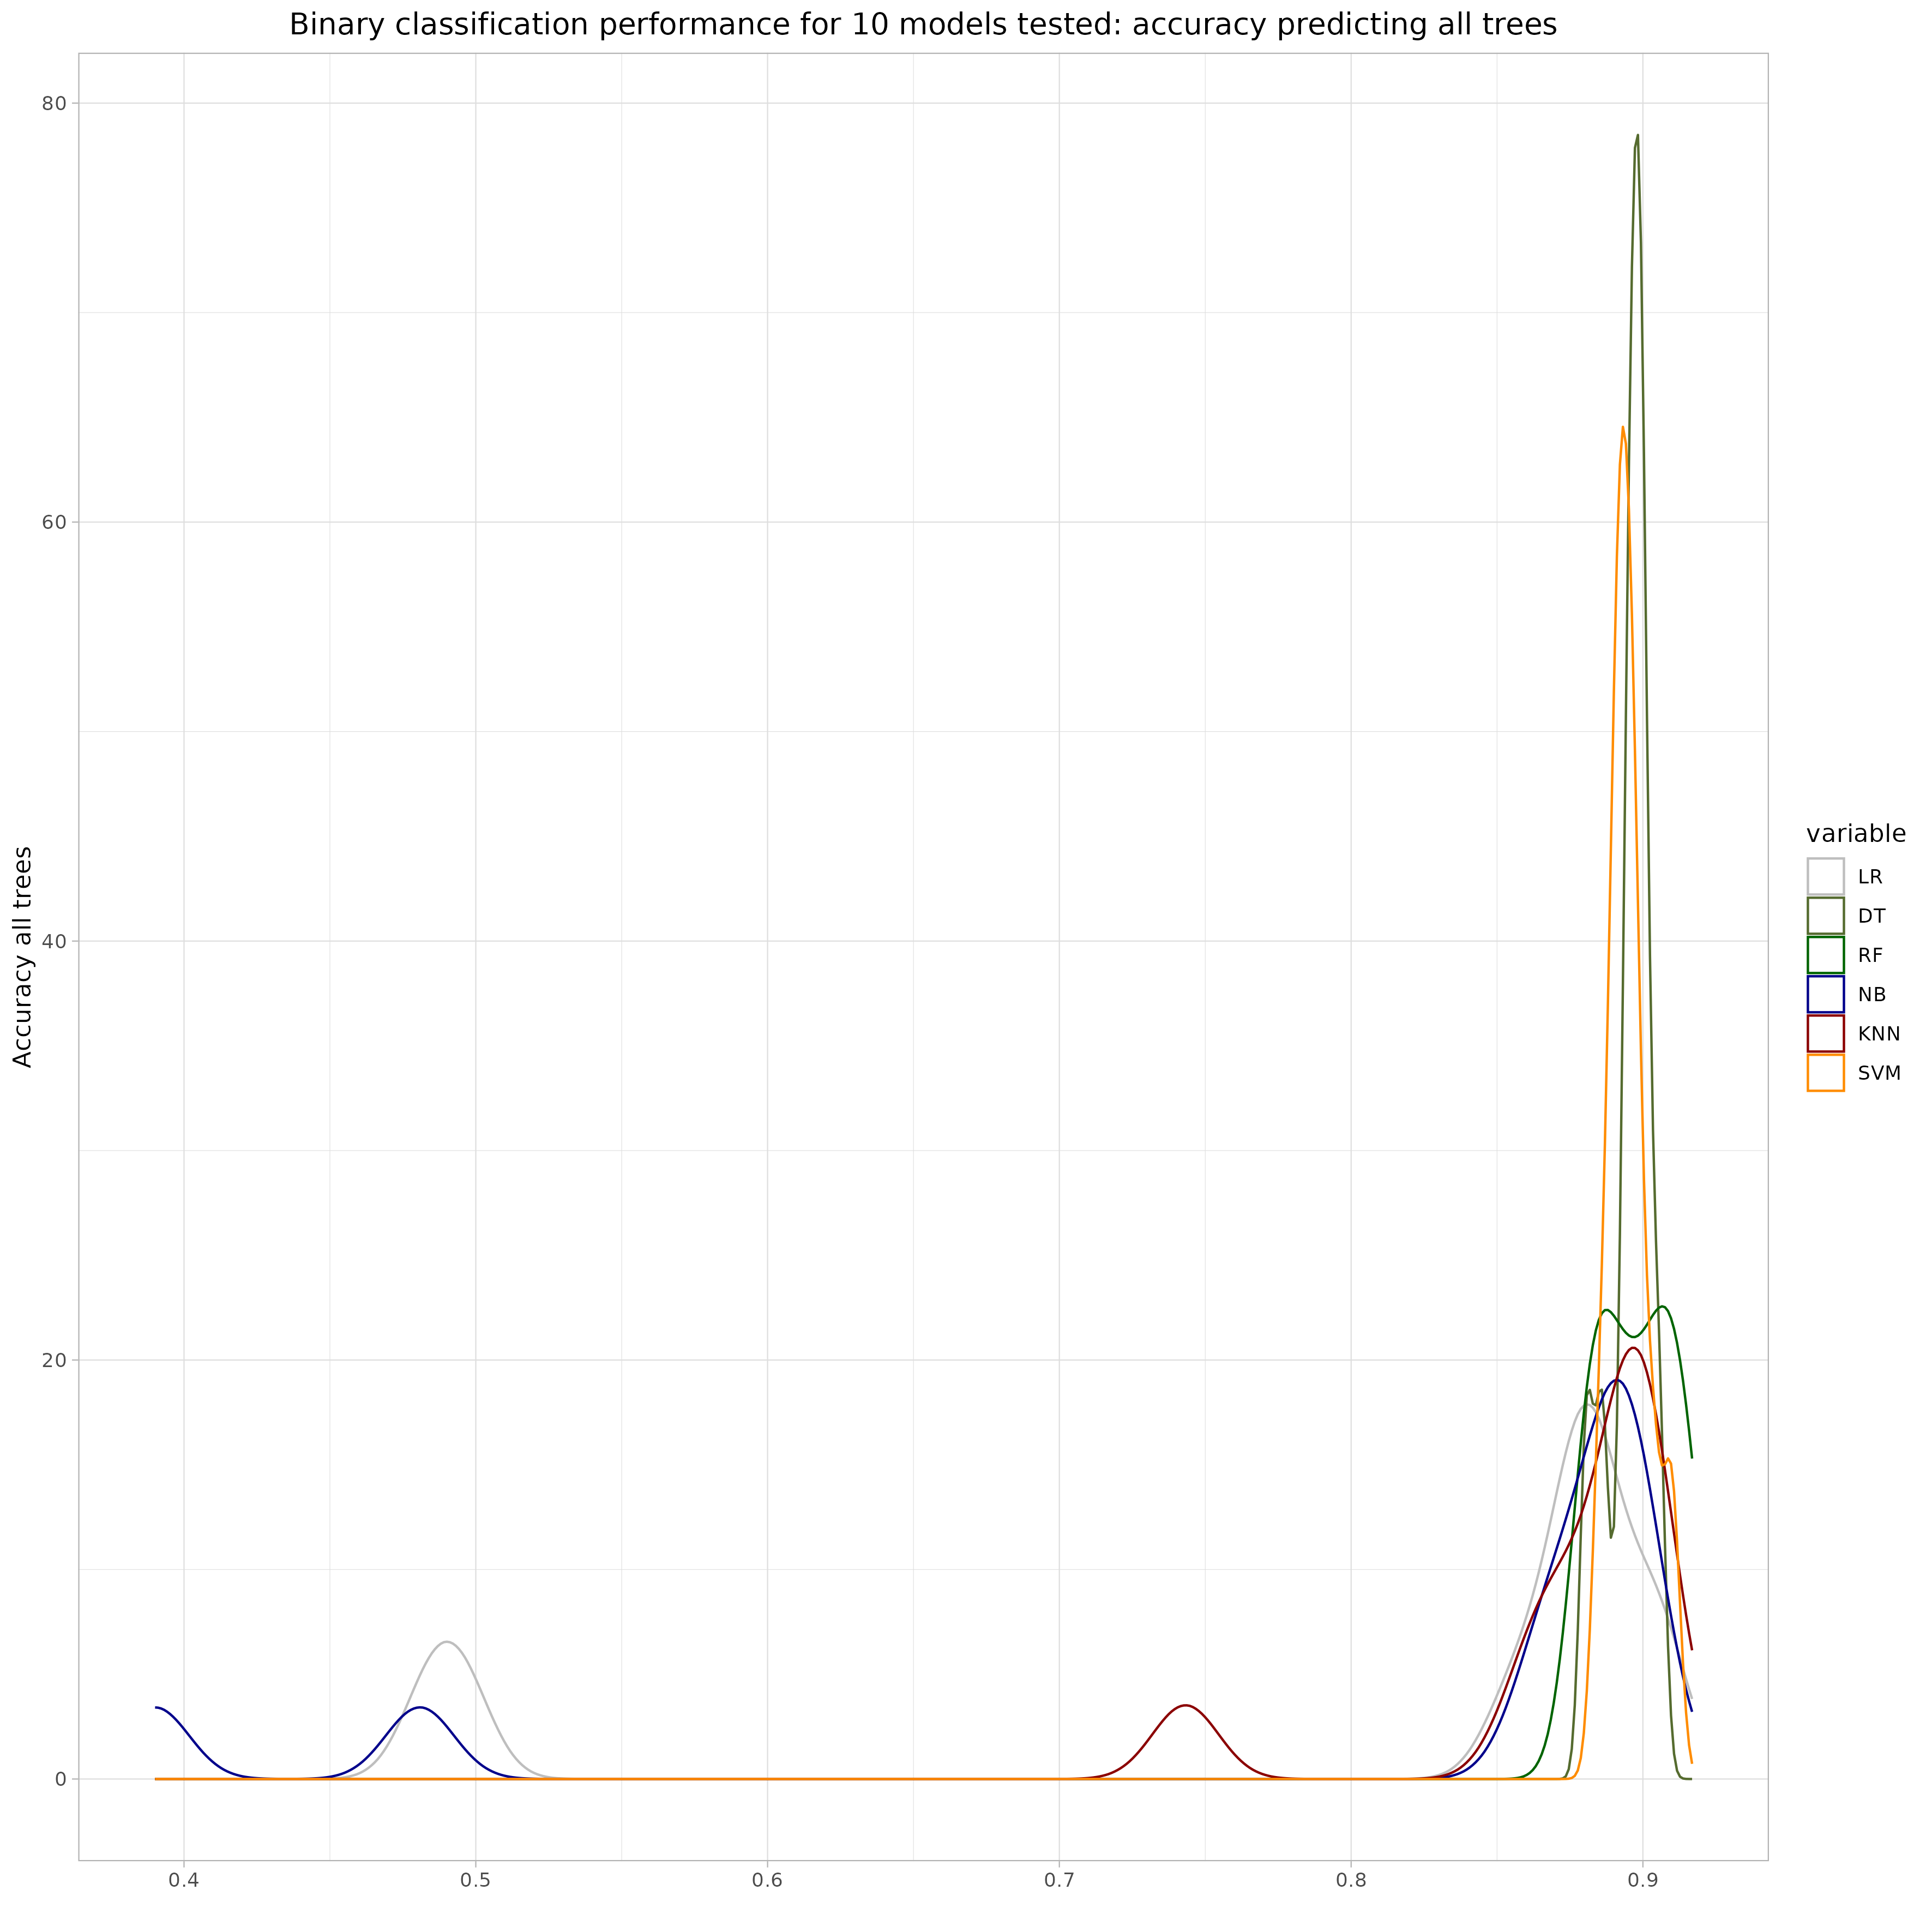 Binary classification performance for 10 models tested: accuracy predicting all trees
80
60
40
20
0
Accuracy all trees
0.4
0.5
0.6
0.7
0.8
0.9
variable
LR
DT
RF
NB
KNN
SVM